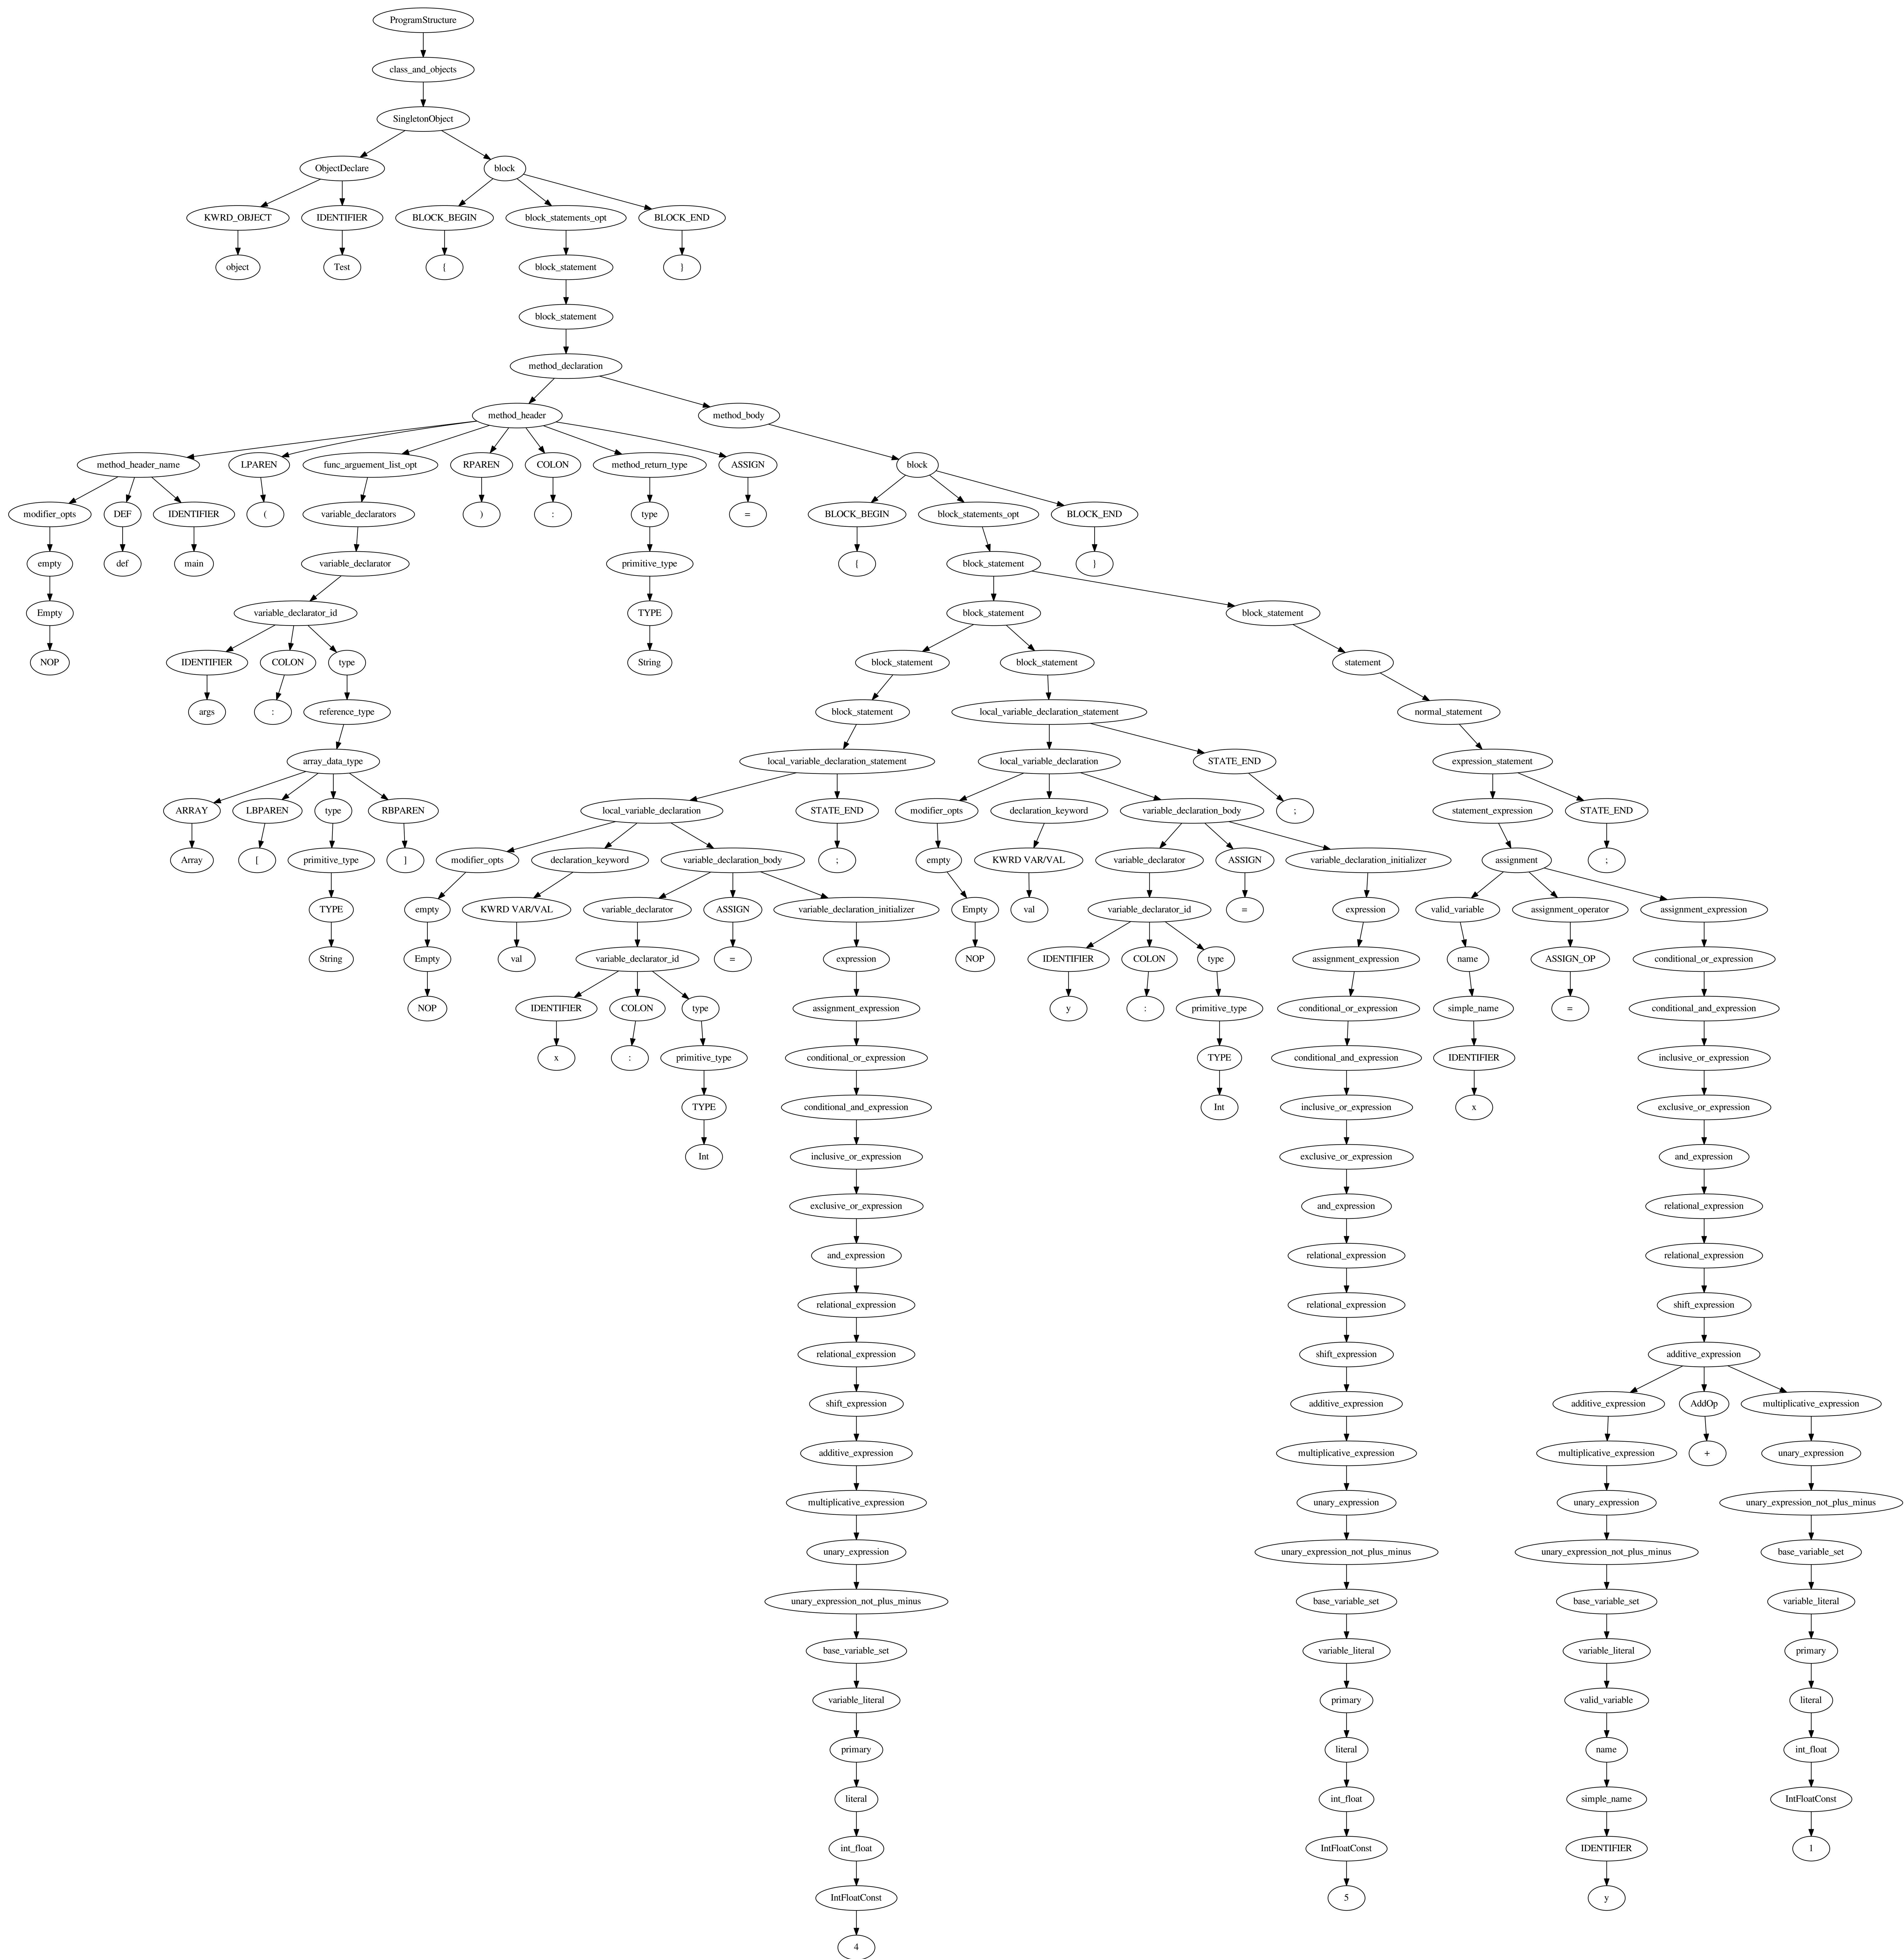 ProgramStructure
class_and_objects
SingletonObject
ObjectDeclare block
KWRD_OBJECT IDENTIFIER BLOCK_BEGIN block_statements_opt BLOCK_END
object Test { block_statement }
block_statement
method_declaration
method_header method_body
method_header_name LPAREN func_arguement_list_opt RPAREN COLON method_return_type ASSIGN block
modifier_opts DEF IDENTIFIER ( variable_declarators ) : type = BLOCK_BEGIN block_statements_opt BLOCK_END
empty def main variable_declarator primitive_type { block_statement }
Empty variable_declarator_id TYPE block_statement block_statement
NOP IDENTIFIER COLON type String block_statement block_statement statement
args : reference_type block_statement local_variable_declaration_statement normal_statement
array_data_type local_variable_declaration_statement local_variable_declaration STATE_END expression_statement
ARRAY LBPAREN type RBPAREN local_variable_declaration STATE_END modifier_opts declaration_keyword variable_declaration_body ; statement_expression STATE_END
Array [ primitive_type ] modifier_opts declaration_keyword variable_declaration_body ; empty KWRD VAR/VAL variable_declarator ASSIGN variable_declaration_initializer assignment ;
TYPE empty KWRD VAR/VAL variable_declarator ASSIGN variable_declaration_initializer Empty val variable_declarator_id = expression valid_variable assignment_operator assignment_expression
String Empty val variable_declarator_id = expression NOP IDENTIFIER COLON type assignment_expression name ASSIGN_OP conditional_or_expression
NOP IDENTIFIER COLON type assignment_expression y : primitive_type conditional_or_expression simple_name = conditional_and_expression
x : primitive_type conditional_or_expression TYPE conditional_and_expression IDENTIFIER inclusive_or_expression
TYPE conditional_and_expression Int inclusive_or_expression x exclusive_or_expression
Int inclusive_or_expression exclusive_or_expression and_expression
exclusive_or_expression and_expression relational_expression
and_expression relational_expression relational_expression
relational_expression relational_expression shift_expression
relational_expression shift_expression additive_expression
shift_expression additive_expression additive_expression AddOp multiplicative_expression
additive_expression multiplicative_expression multiplicative_expression + unary_expression
multiplicative_expression unary_expression unary_expression unary_expression_not_plus_minus
unary_expression unary_expression_not_plus_minus unary_expression_not_plus_minus base_variable_set
unary_expression_not_plus_minus base_variable_set base_variable_set variable_literal
base_variable_set variable_literal variable_literal primary
variable_literal primary valid_variable literal
primary literal name int_float
literal int_float simple_name IntFloatConst
int_float IntFloatConst IDENTIFIER 1
IntFloatConst 5 y
4